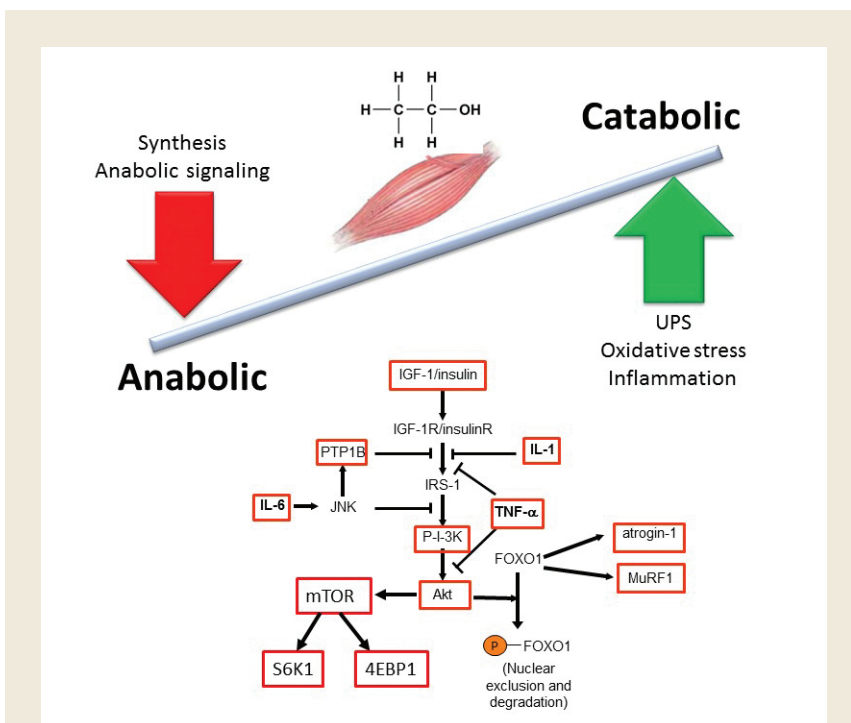 H H
H—C—C—OH
H H
Catabolic
Synthesis
Anabolic signaling
UPS
Oxidative stress
Inflammation
Anabolic
IGF-1/insulin
IGF-1R/insulinR
PTP1B
IL-1
IRS-1
IL-6
JNK
TNF-α
P-I-3K
FOXO1
atrogin-1
MuRF1
mTOR
Akt
S6K1
4EBP1
P—FOXO1
(Nuclear
exclusion and
degradation)